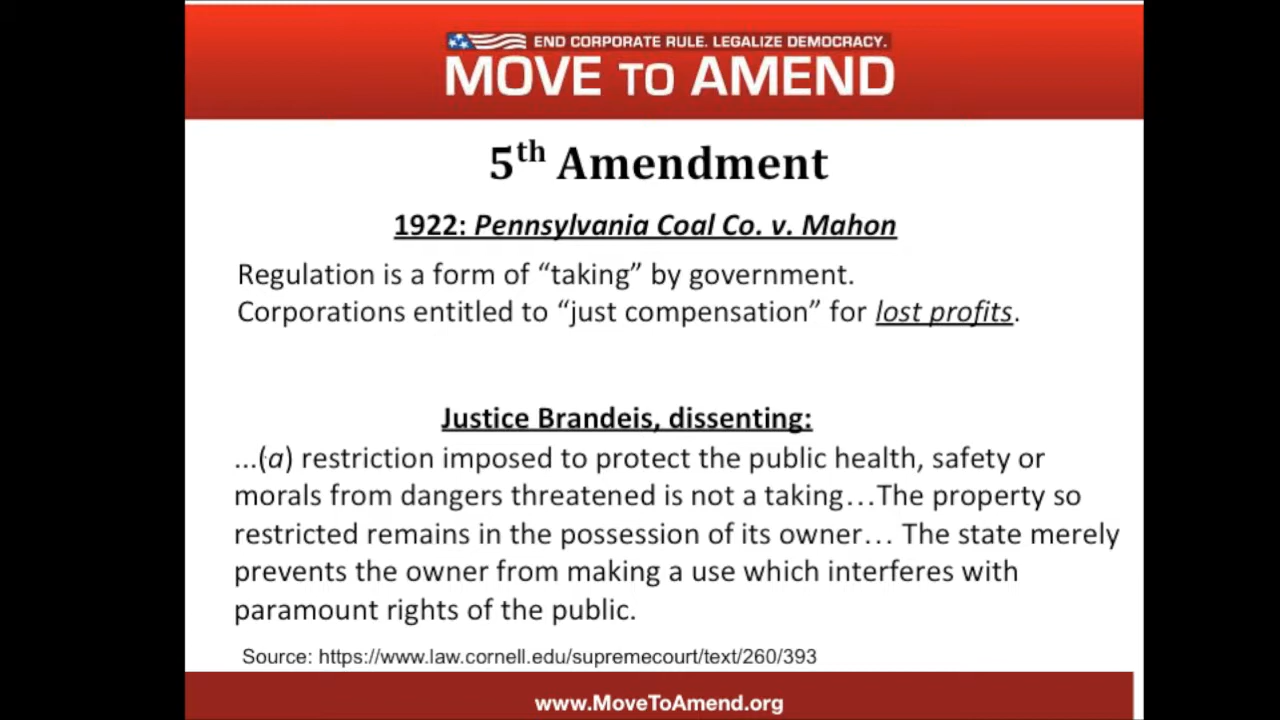 END CORPORATE RULE. LEGALIZE DEMOCRACY.
MOVE TO AMEND
5th Amendment
1922: Pennsylvania Coal Co. v. Mahon
Regulation is a form of “taking” by government.
Corporations entitled to “just compensation” for lost profits.
Justice Brandeis, dissenting:
...(a) restriction imposed to protect the public health, safety or
morals from dangers threatened is not a taking...The property so
restricted remains in the possession of its owner... The state merely
prevents the owner from making a use which interferes with
paramount rights of the public.
Source: https://www.law.cornell.edu/supremecourt/text/260/393
www.MoveToAmend.org